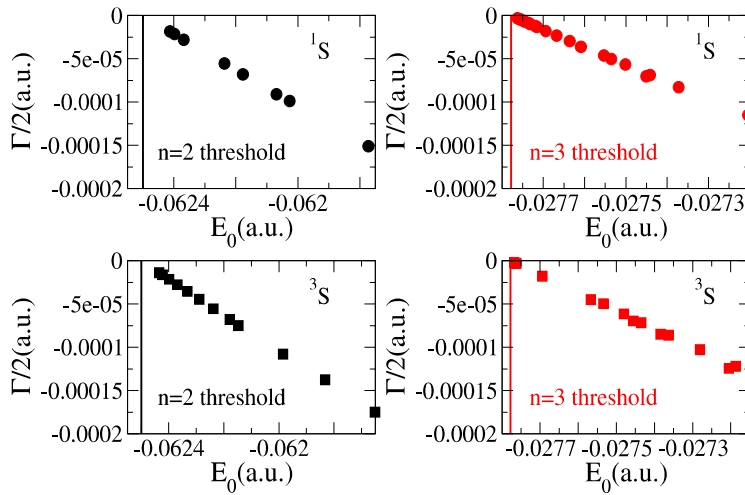 0
-5e-05
-0.0001
-0.00015
-0.0002
Γ/2(a.u.)
¹S
n=2 threshold
-0.0624
-0.062
E₀(a.u.)
0
-5e-05
-0.0001
-0.00015
-0.0002
Γ/2(a.u.)
¹S
n=3 threshold
-0.0277
-0.0275
-0.0273
E₀(a.u.)
0
-5e-05
-0.0001
-0.00015
-0.0002
Γ/2(a.u.)
³S
n=2 threshold
-0.0624
-0.062
E₀(a.u.)
0
-5e-05
-0.0001
-0.00015
-0.0002
Γ/2(a.u.)
³S
n=3 threshold
-0.0277
-0.0275
-0.0273
E₀(a.u.)